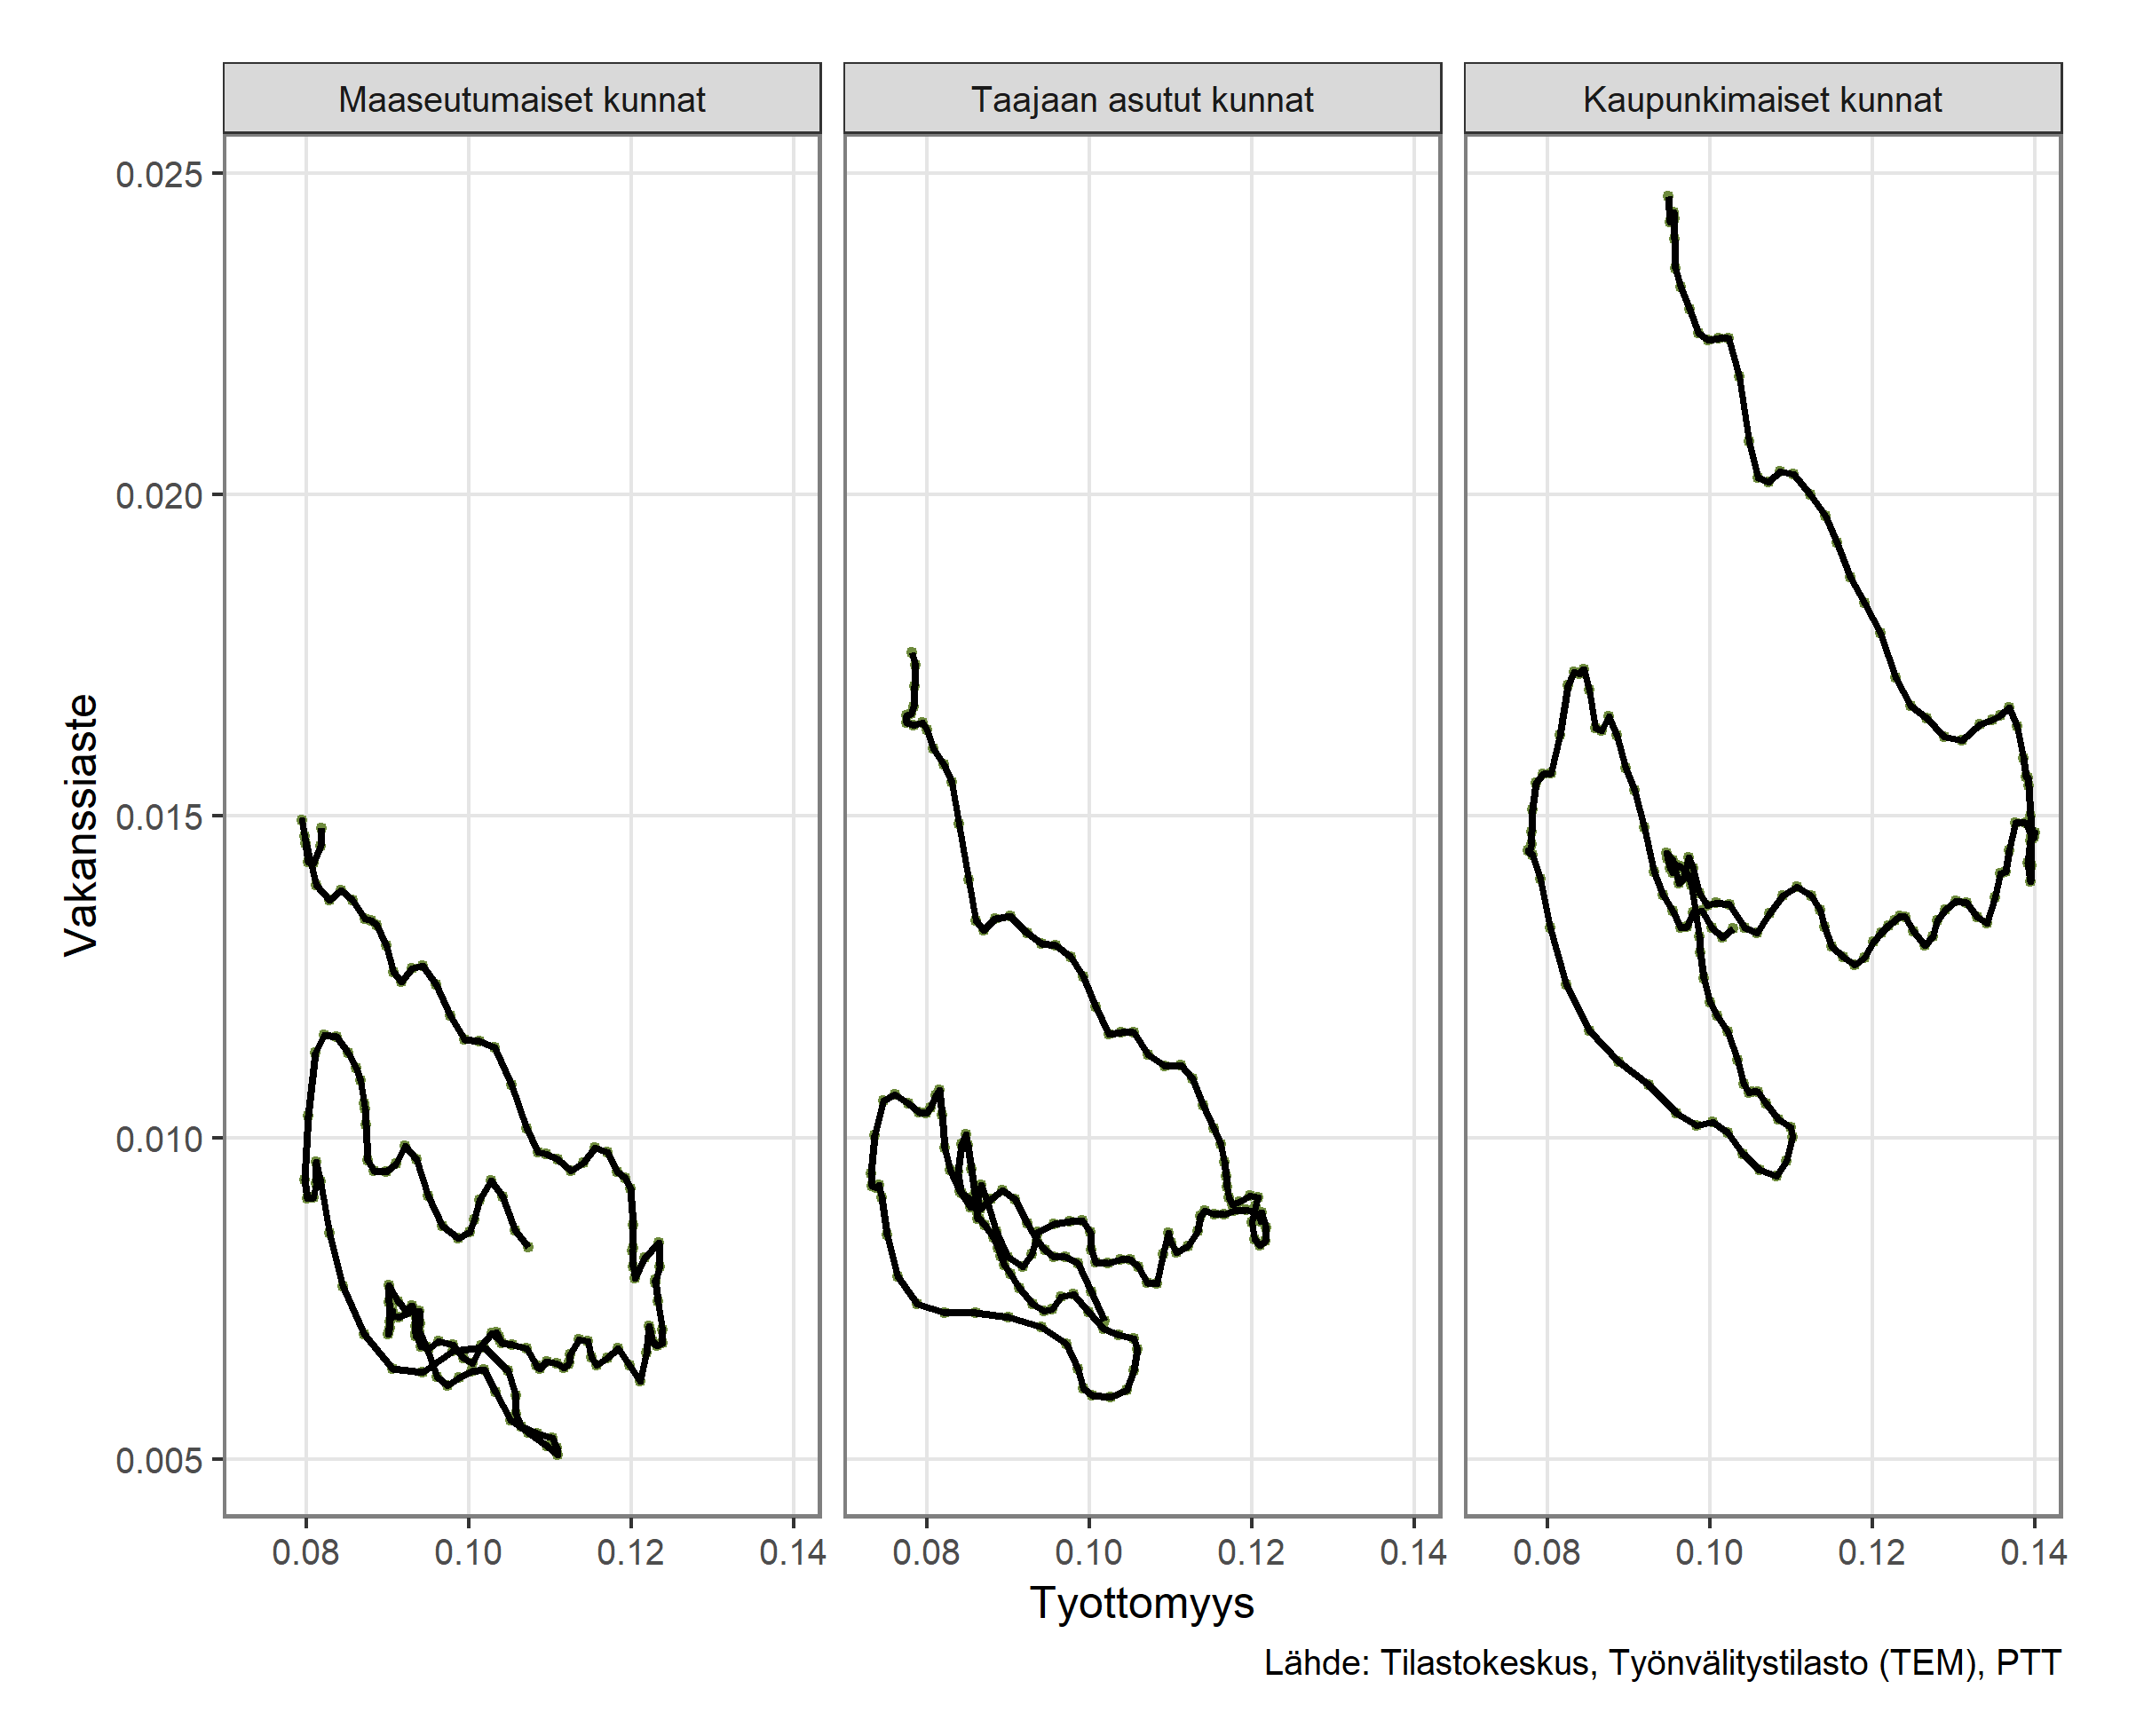 Maaseutumaiset kunnat
Taajaan asutut kunnat
Kaupunkimaiset kunnat
Vakanssiaste
0.025
0.020
0.015
0.010
0.005
0.08 0.10 0.12 0.14
0.08 0.10 0.12 0.14
0.08 0.10 0.12 0.14
Tyottomyys
Lähde: Tilastokeskus, Työnvälitystilasto (TEM), PTT